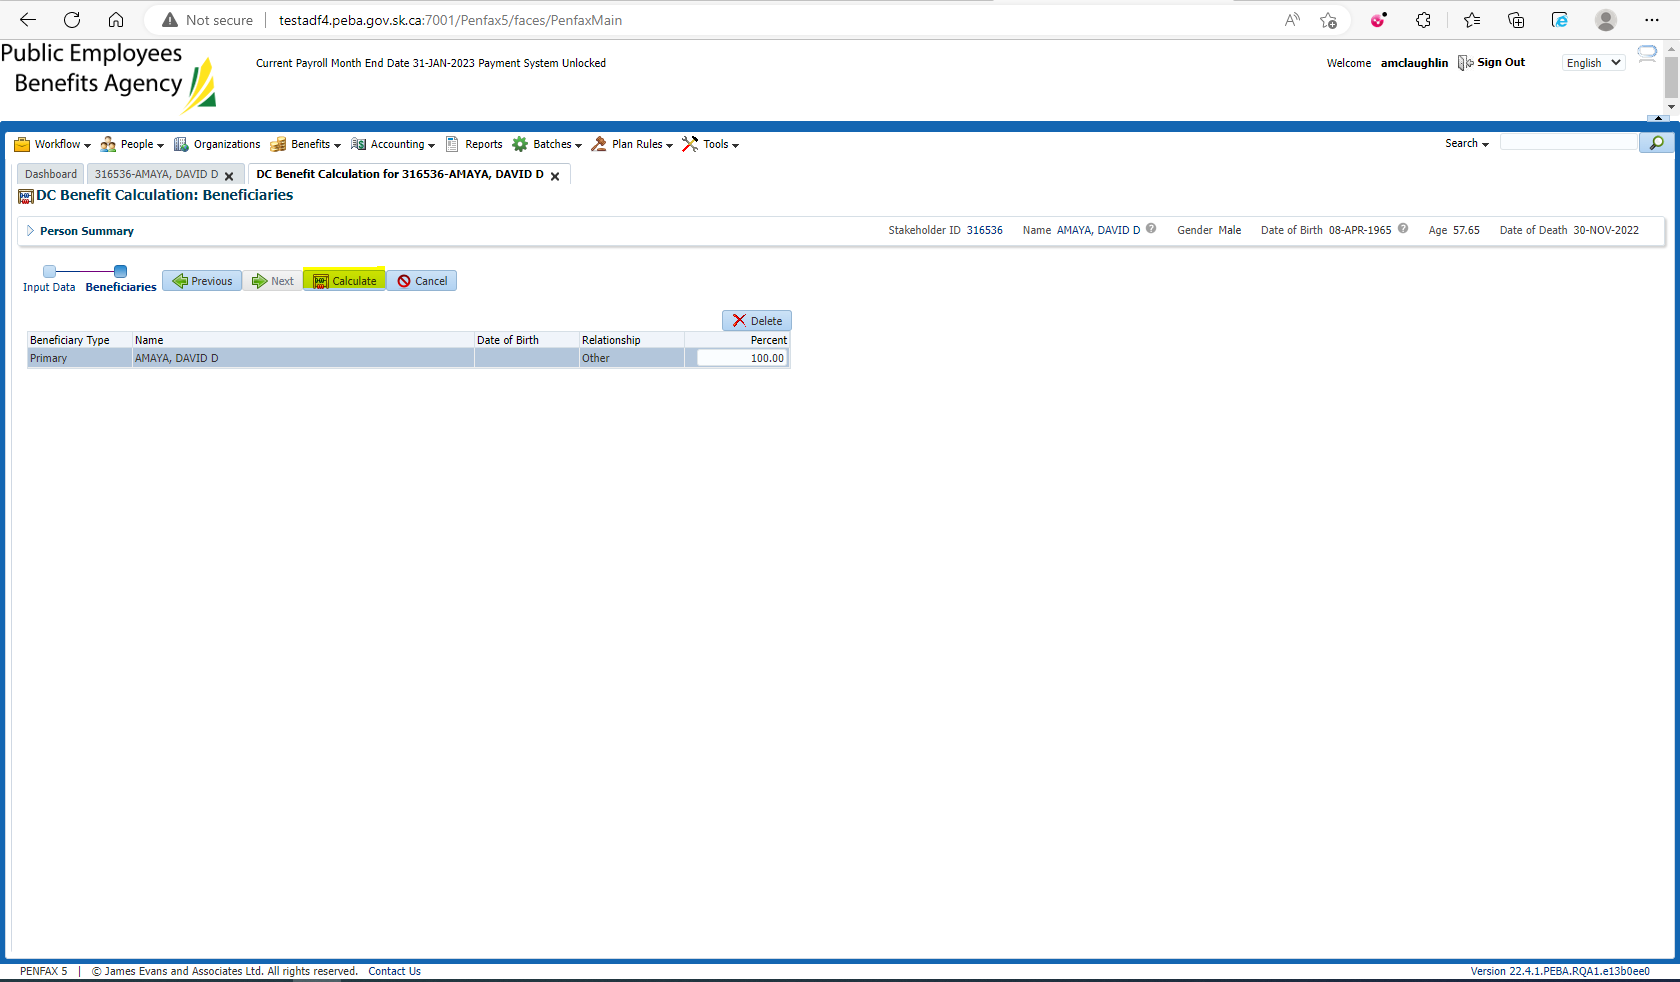 Not secure | testadf4.peba.gov.sk.ca:7001/Penfax5/faces/PenfaxMain
Public Employees
Benefits Agency
Current Payroll Month End Date 31-JAN-2023 Payment System Unlocked
Welcome amclaughlin Sign Out English
Workflow People Organizations Benefits Accounting Reports Batches Plan Rules Tools Search
Dashboard 316536-AMAYA, DAVID D DC Benefit Calculation for 316536-AMAYA, DAVID D
DC Benefit Calculation: Beneficiaries
Person Summary Stakeholder ID 316536 Name AMAYA, DAVID D Gender Male Date of Birth 08-APR-1965 Age 57.65 Date of Death 30-NOV-2022
Input Data Beneficiaries Previous Next Calculate Cancel
Delete
Beneficiary Type Name Date of Birth Relationship Percent
Primary AMAYA, DAVID D Other 100.00
PENFAX 5 | © James Evans and Associates Ltd. All rights reserved. Contact Us
Version 22.4.1.PEBA.RQA1.e13b0ee0